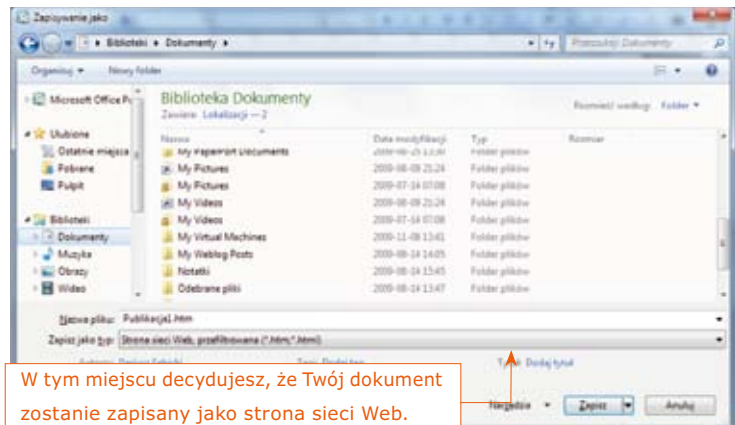 Zapisywanie jako
Biblioteki ▸ Dokumenty ▸
Przeszukaj: Dokumenty
Organizuj Nowy folder
Microsoft Office
Biblioteka Dokumenty
Zawiera: Lokalizacji — 2
Rozmieść według: Folder
Ulubione
Ostatnie miejsca
Pobrane
Pulpit
Biblioteki
Dokumenty
Muzyka
Obrazy
Wideo
Nazwa Data modyfikacji Typ Rozmiar
My PaperPort Documents Folder plików
My Pictures 2009-08-09 21:24 Folder plików
My Pictures 2009-07-14 07:08 Folder plików
My Videos 2009-08-09 21:24 Folder plików
My Videos 2009-07-14 07:08 Folder plików
My Virtual Machines 2009-11-08 13:41 Folder plików
My Weblog Posts 2009-08-14 14:05 Folder plików
Notatki 2009-08-14 15:45 Folder plików
Odebrane pliki 2009-08-14 13:47 Folder plików
Nazwa pliku: Publikacja1.htm
Zapisz jako typ: Strona sieci Web, przefiltrowana (*.htm;*.html)
Dodaj tytuł
W tym miejscu decydujesz, że Twój dokument
zostanie zapisany jako strona sieci Web.
Narzędzia Zapisz Anuluj